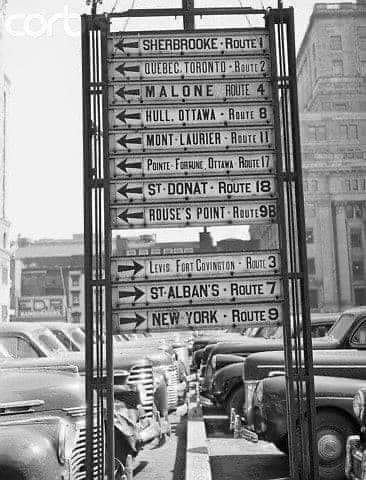 SHERBROOKE · ROUTE 1
QUEBEC, TORONTO · ROUTE 2
MALONE ROUTE 4
HULL, OTTAWA · ROUTE 8
MONT-LAURIER · ROUTE 11
POINTE-FORTUNE, OTTAWA · ROUTE 17
ST-DONAT · ROUTE 18
ROUSE'S POINT · ROUTE 9B
LEVIS, FORT COVINGTON · ROUTE 3
ST-ALBAN'S · ROUTE 7
NEW YORK · ROUTE 9